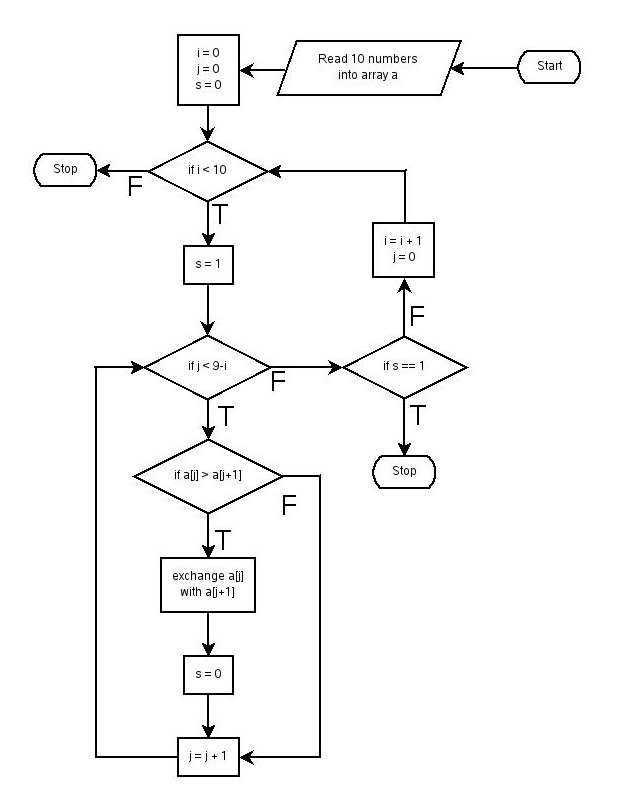 Start
Read 10 numbers
into array a
i = 0
j = 0
s = 0
if i < 10
F
Stop
T
s = 1
i = i + 1
j = 0
if j < 9-i
F
if s == 1
F
T
Stop
T
if a[j] > a[j+1]
F
T
exchange a[j]
with a[j+1]
s = 0
j = j + 1